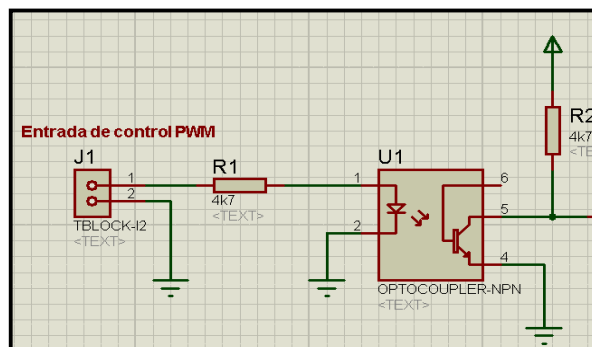 Entrada de control PWM
J1
1
2
TBLOCK-I2
<TEXT>
R1
4k7
<TEXT>
U1
1
2
6
5
4
OPTOCOUPLER-NPN
<TEXT>
R2
4k7